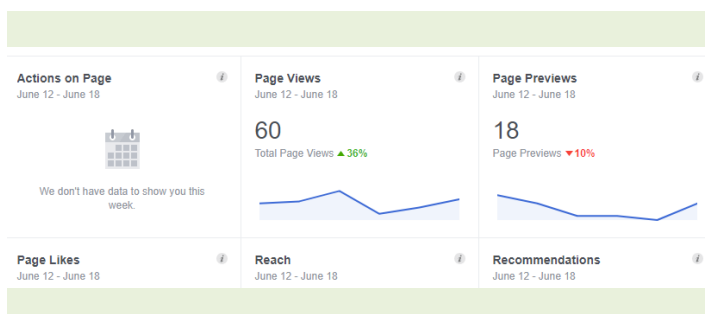 Actions on Page
June 12 - June 18
We don't have data to show you this
week.
Page Views
June 12 - June 18
60
Total Page Views ▲ 36%
Page Previews
June 12 - June 18
18
Page Previews ▼ 10%
Page Likes
June 12 - June 18
Reach
June 12 - June 18
Recommendations
June 12 - June 18